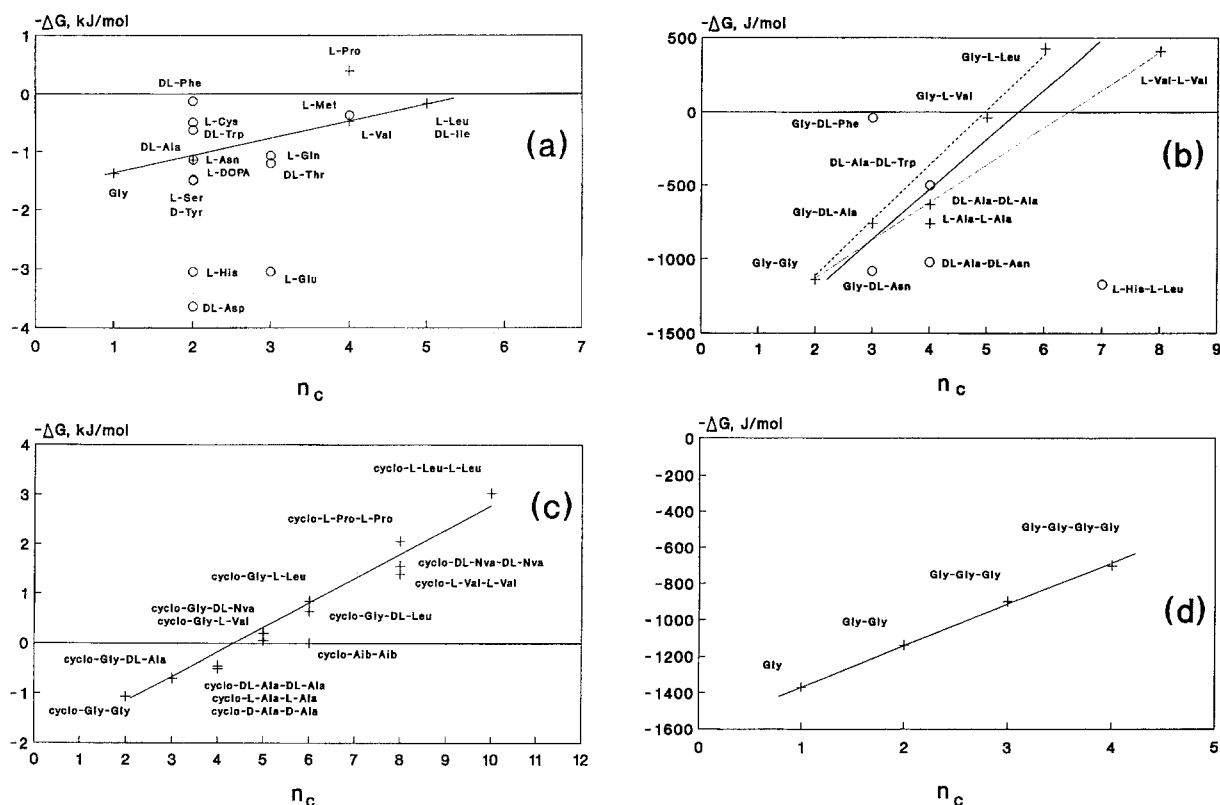 -ΔG, kJ/mol
1
0
-1
-2
-3
-4
L-Pro
DL-Phe
L-Met
L-Cys
DL-Trp
L-Val
L-Leu
DL-Ile
DL-Ala
L-Asn
L-DOPA
L-Gln
DL-Thr
Gly
L-Ser
D-Tyr
L-His
L-Glu
DL-Asp
(a)
0 1 2 3 4 5 6 7
n c
-ΔG, J/mol
500
0
-500
-1000
-1500
Gly-L-Leu
L-Val-L-Val
Gly-L-Val
Gly-DL-Phe
(b)
DL-Ala-DL-Trp
Gly-DL-Ala
DL-Ala-DL-Ala
L-Ala-L-Ala
Gly-Gly
DL-Ala-DL-Asn
Gly-DL-Asn
L-His-L-Leu
0 1 2 3 4 5 6 7 8 9
n c
-ΔG, kJ/mol
4
3
2
1
0
-1
-2
cyclo-L-Leu-L-Leu
(c)
cyclo-L-Pro-L-Pro
cyclo-DL-Nva-DL-Nva
cyclo-L-Val-L-Val
cyclo-Gly-L-Leu
cyclo-Gly-DL-Nva
cyclo-Gly-L-Val
cyclo-Gly-DL-Leu
cyclo-Aib-Aib
cyclo-Gly-DL-Ala
cyclo-DL-Ala-DL-Ala
cyclo-L-Ala-L-Ala
cyclo-D-Ala-D-Ala
cyclo-Gly-Gly
0 1 2 3 4 5 6 7 8 9 10 11 12
n c
-ΔG, J/mol
0
-200
-400
-600
-800
-1000
-1200
-1400
-1600
Gly-Gly-Gly-Gly
Gly-Gly-Gly
Gly-Gly
Gly
(d)
0 1 2 3 4 5
n c